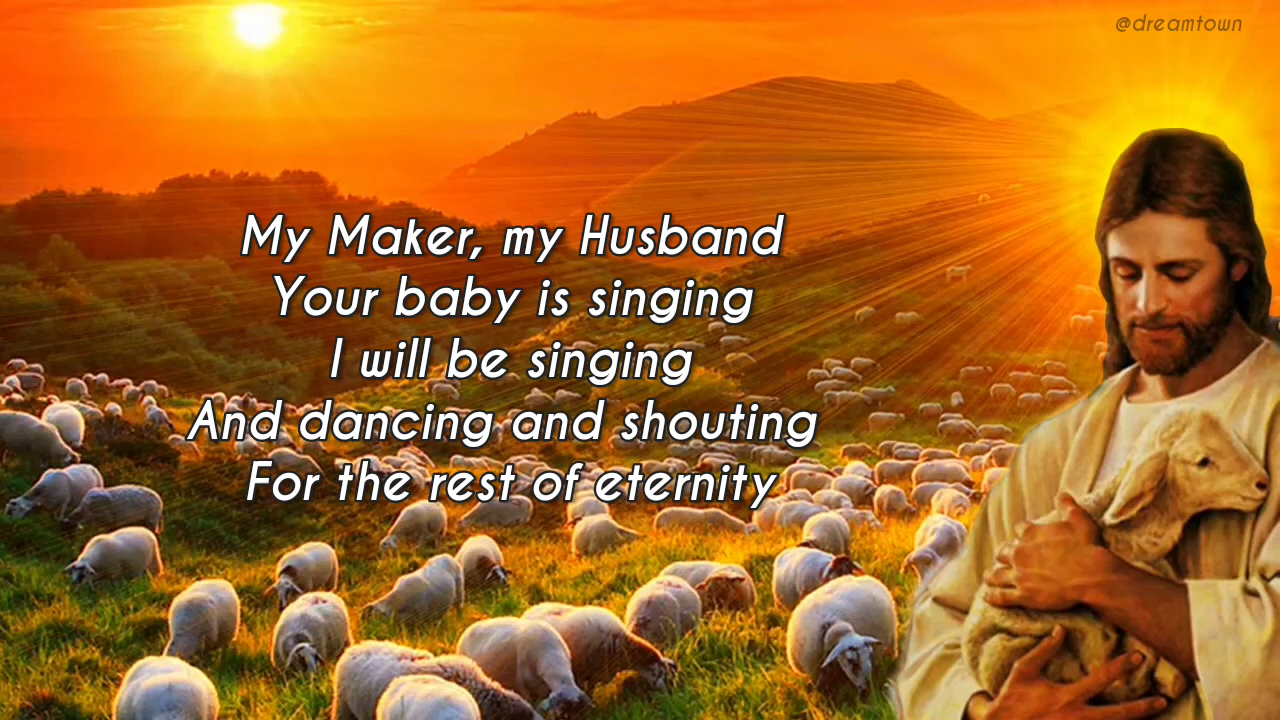 @dreamtown
My Maker, my Husband
Your baby is singing
I will be singing
And dancing and shouting
For the rest of eternity